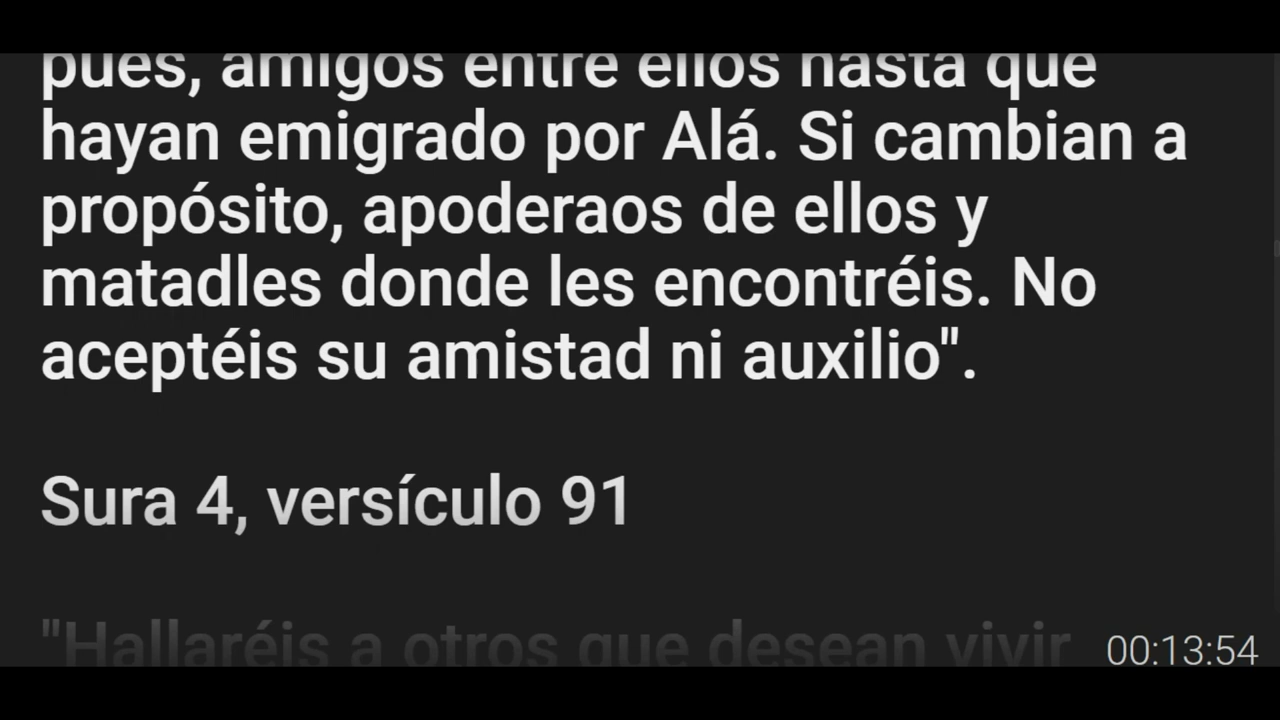 pues, amigos entre ellos hasta que
hayan emigrado por Alá. Si cambian a
propósito, apoderaos de ellos y
matadles donde les encontréis. No
aceptéis su amistad ni auxilio".
Sura 4, versículo 91
"Hallaréis a otros que desean vivir
00:13:54